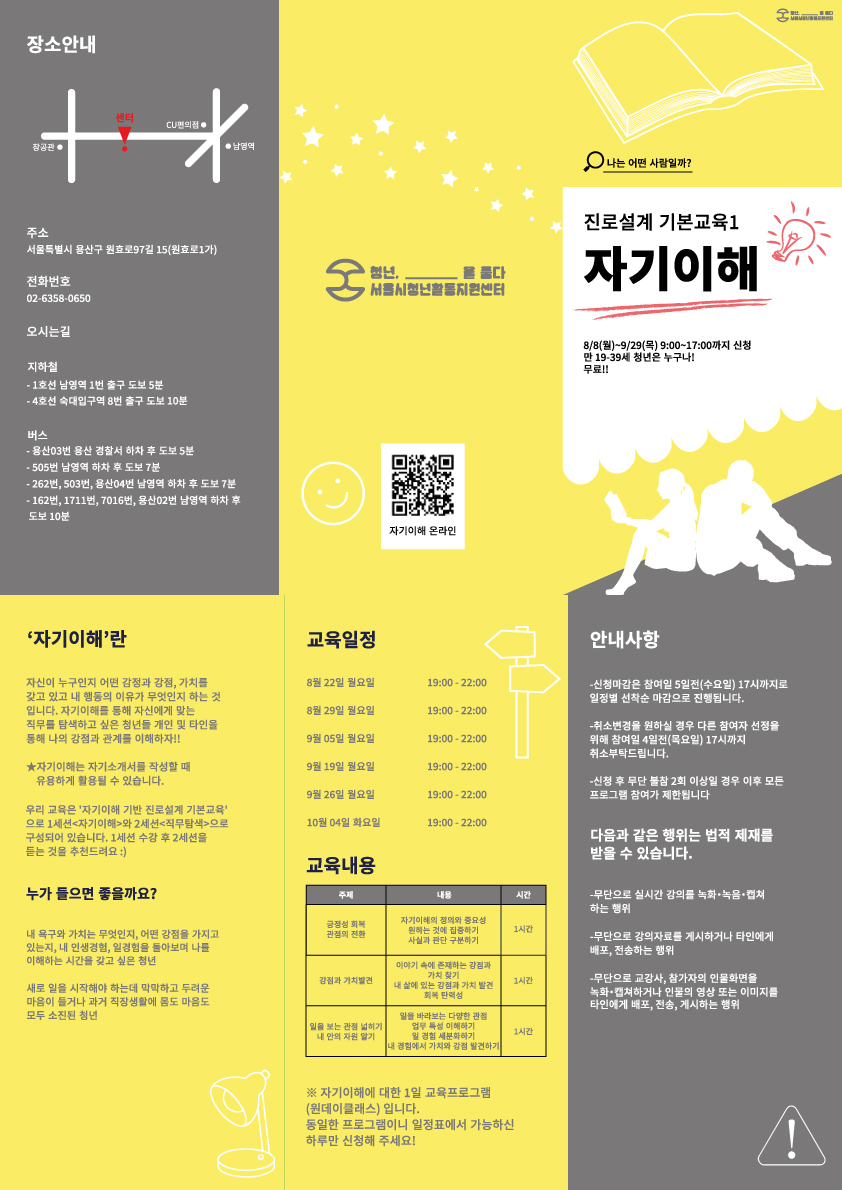 장소안내
센터
CU편의점
장공관
남영역
주소
서울특별시 용산구 원효로97길 15(원효로1가)
전화번호
02-6358-0650
오시는길
지하철
- 1호선 남영역 1번 출구 도보 5분
- 4호선 숙대입구역 8번 출구 도보 10분
버스
- 용산03번 용산 경찰서 하차 후 도보 5분
- 505번 남영역 하차 후 도보 7분
- 262번, 503번, 용산04번 남영역 하차 후 도보 7분
- 162번, 1711번, 7016번, 용산02번 남영역 하차 후
도보 10분
청년, ______ 을 품다
서울시청년활동지원센터
자기이해 온라인
청년, ______ 을 품다
서울시청년활동지원센터
나는 어떤 사람일까?
진로설계 기본교육1
자기이해
8/8(월)~9/29(목) 9:00~17:00까지 신청
만 19-39세 청년은 누구나!
무료!!
‘자기이해’란
자신이 누구인지 어떤 감정과 강점, 가치를
갖고 있고 내 행동의 이유가 무엇인지 하는 것
입니다. 자기이해를 통해 자신에게 맞는
직무를 탐색하고 싶은 청년들 개인 및 타인을
통해 나의 강점과 관계를 이해하자!!
★자기이해는 자기소개서를 작성할 때
유용하게 활용될 수 있습니다.
우리 교육은 '자기이해 기반 진로설계 기본교육'
으로 1세션<자기이해>와 2세션<직무탐색>으로
구성되어 있습니다. 1세션 수강 후 2세션을
듣는 것을 추천드려요 :)
누가 들으면 좋을까요?
내 욕구와 가치는 무엇인지, 어떤 강점을 가지고
있는지, 내 인생경험, 일경험을 돌아보며 나를
이해하는 시간을 갖고 싶은 청년
새로 일을 시작해야 하는데 막막하고 두려운
마음이 들거나 과거 직장생활에 몸도 마음도
모두 소진된 청년
교육일정
8월 22일 월요일 19:00 - 22:00
8월 29일 월요일 19:00 - 22:00
9월 05일 월요일 19:00 - 22:00
9월 19일 월요일 19:00 - 22:00
9월 26일 월요일 19:00 - 22:00
10월 04일 화요일 19:00 - 22:00
교육내용
주제 내용 시간
긍정성 회복
관점의 전환
자기이해의 정의와 중요성
원하는 것에 집중하기
사실과 판단 구분하기
1시간
강점과 가치발견
이야기 속에 존재하는 강점과
가치 찾기
내 삶에 있는 강점과 가치 발견
회복 탄력성
1시간
일을 보는 관점 넓히기
내 안의 자원 알기
일을 바라보는 다양한 관점
업무 특성 이해하기
일 경험 세분화하기
내 경험에서 가치와 강점 발견하기
1시간
※ 자기이해에 대한 1일 교육프로그램
(원데이클래스) 입니다.
동일한 프로그램이니 일정표에서 가능하신
하루만 신청해 주세요!
안내사항
-신청마감은 참여일 5일전(수요일) 17시까지로
일정별 선착순 마감으로 진행됩니다.
-취소변경을 원하실 경우 다른 참여자 선정을
위해 참여일 4일전(목요일) 17시까지
취소부탁드립니다.
-신청 후 무단 불참 2회 이상일 경우 이후 모든
프로그램 참여가 제한됩니다
다음과 같은 행위는 법적 제재를
받을 수 있습니다.
-무단으로 실시간 강의를 녹화·녹음·캡쳐
하는 행위
-무단으로 강의자료를 게시하거나 타인에게
배포, 전송하는 행위
-무단으로 교강사, 참가자의 인물화면을
녹화·캡쳐하거나 인물의 영상 또는 이미지를
타인에게 배포, 전송, 게시하는 행위